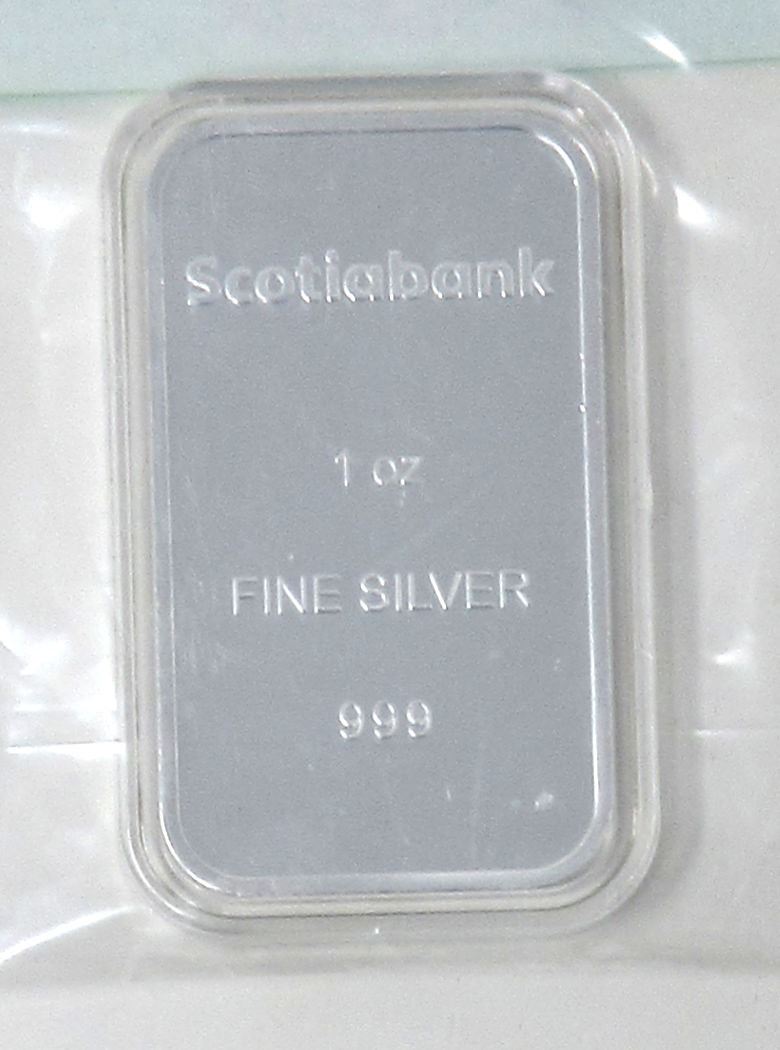 Scotiabank
1 oz
FINE SILVER
999